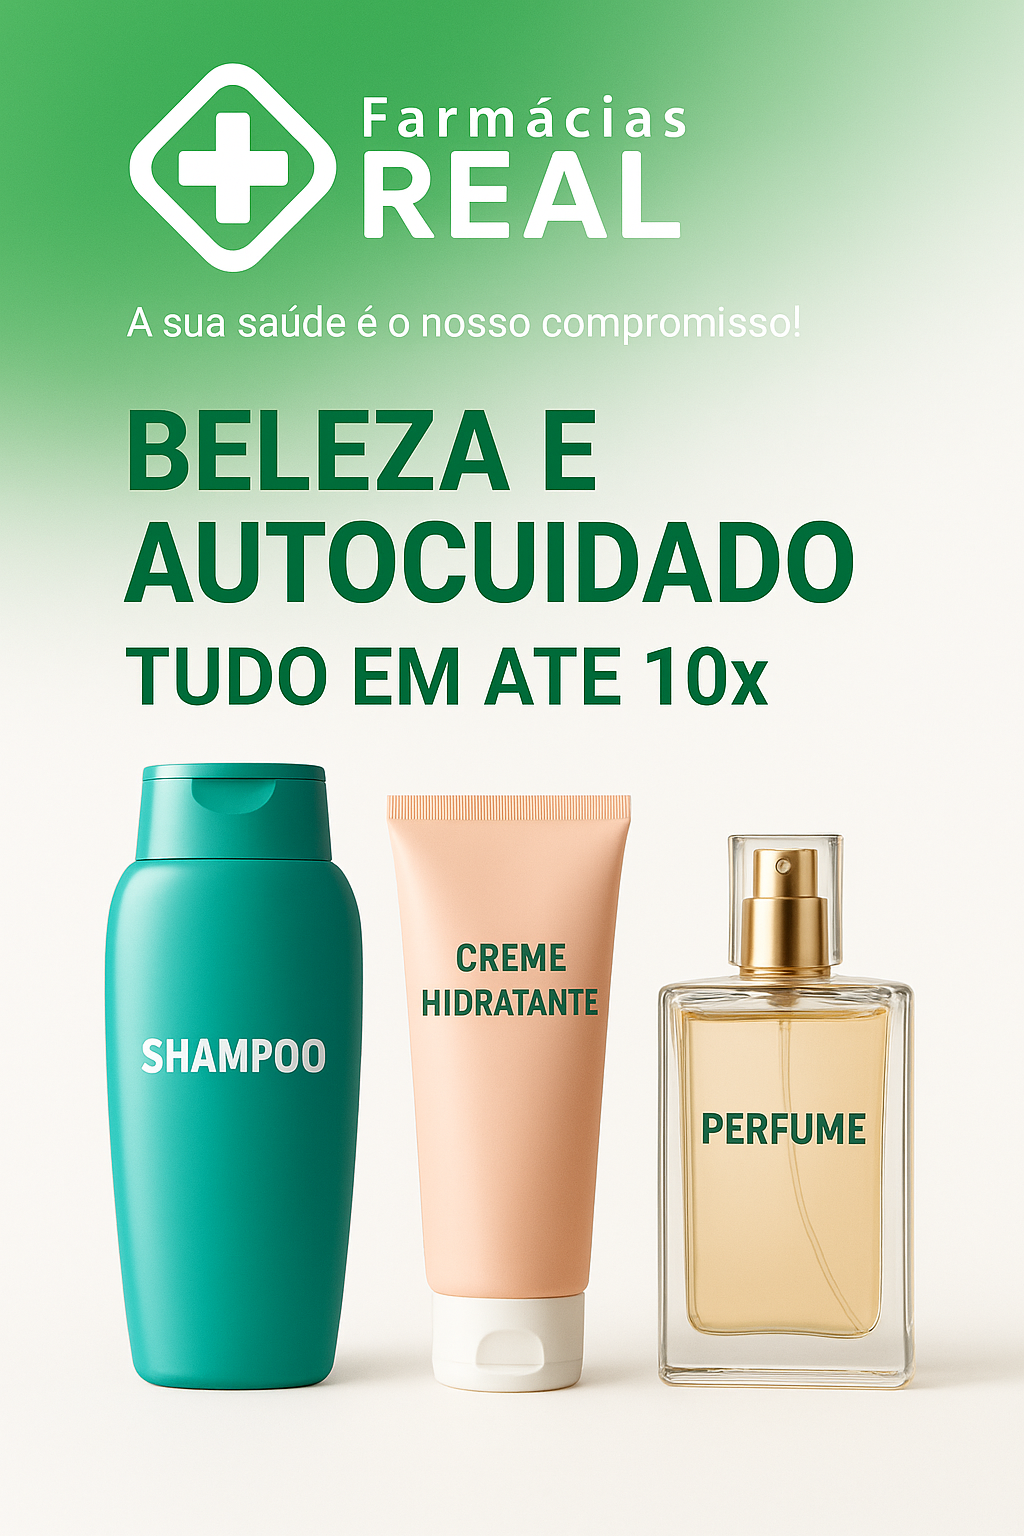 Farmácias
REAL
A sua saúde é o nosso compromisso!
BELEZA E
AUTOCUIDADO
TUDO EM ATE 10x
SHAMPOO
CREME
HIDRATANTE
PERFUME